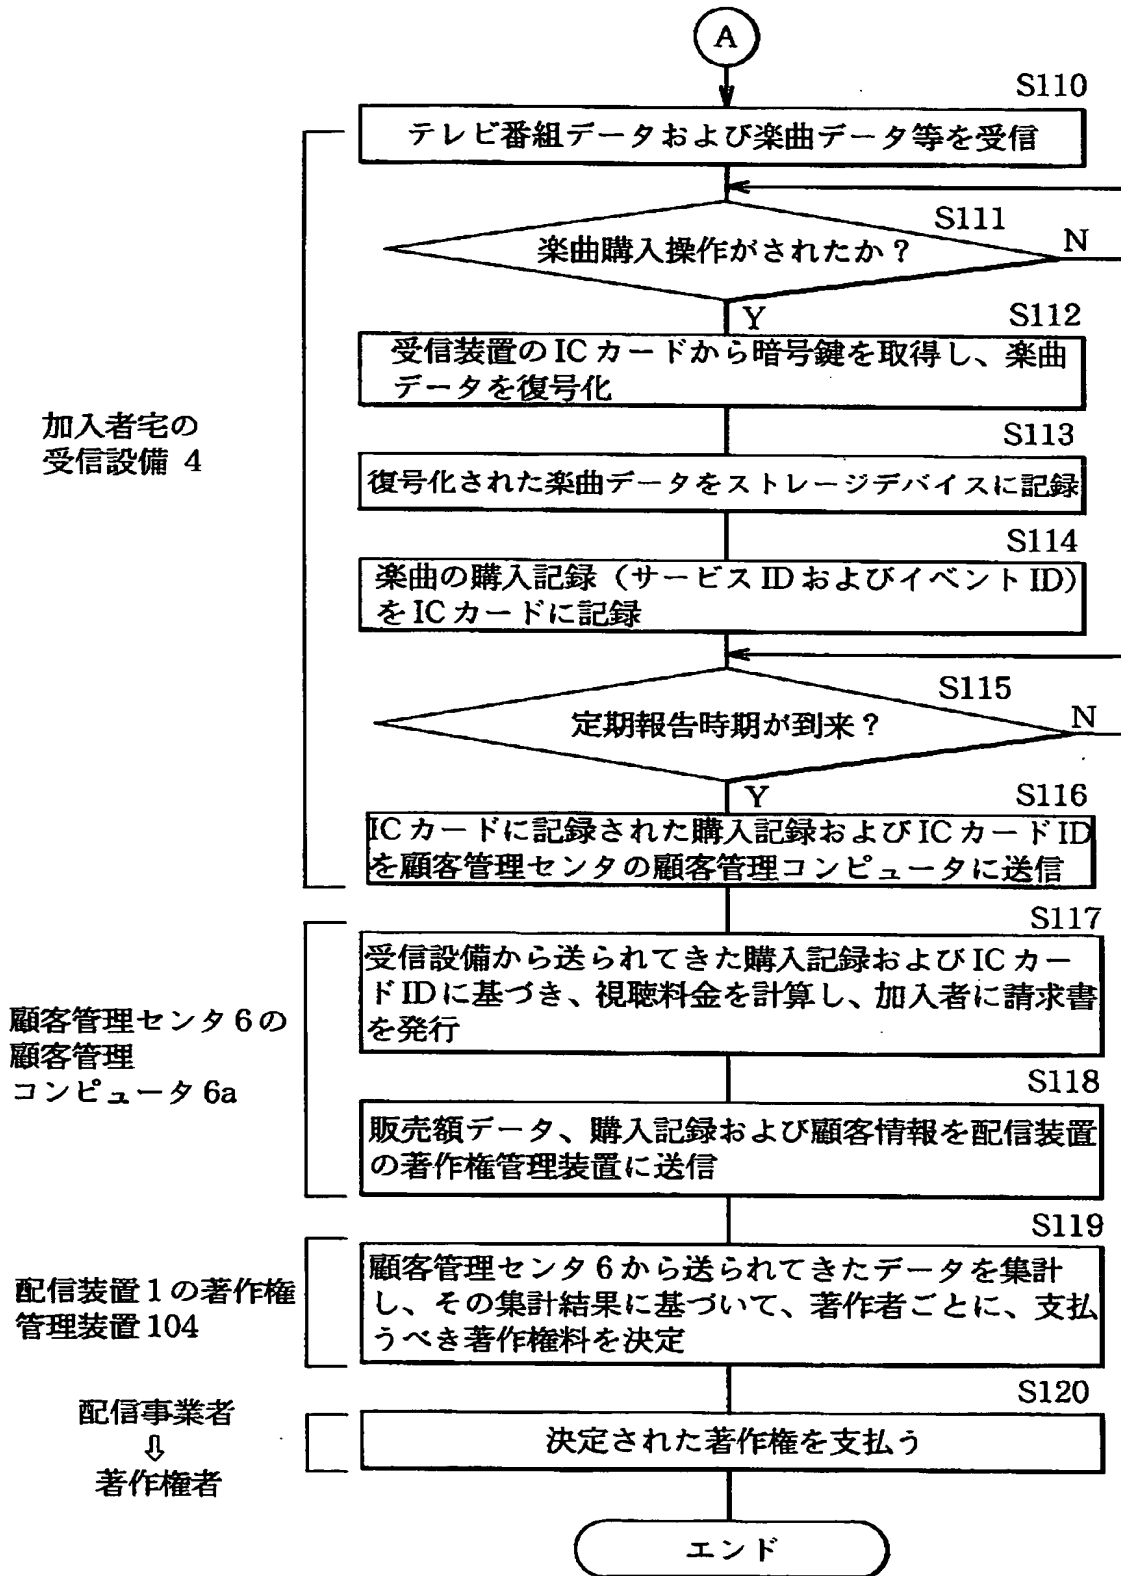 A
S110
テレビ番組データおよび楽曲データ等を受信
S111
楽曲購入操作がされたか？
N
Y
S112
受信装置のICカードから暗号鍵を取得し、楽曲
データを復号化
S113
復号化された楽曲データをストレージデバイスに記録
S114
楽曲の購入記録（サービスIDおよびイベントID）
をICカードに記録
加入者宅の
受信設備 4
S115
定期報告時期が到来？
N
Y
S116
ICカードに記録された購入記録およびICカードID
を顧客管理センタの顧客管理コンピュータに送信
S117
受信設備から送られてきた購入記録およびICカー
ドIDに基づき、視聴料金を計算し、加入者に請求書
を発行
顧客管理センタ6の
顧客管理
コンピュータ6a
S118
販売額データ、購入記録および顧客情報を配信装置
の著作権管理装置に送信
S119
顧客管理センタ6から送られてきたデータを集計
し、その集計結果に基づいて、著作者ごとに、支払
うべき著作権料を決定
配信装置1の著作権
管理装置104
S120
決定された著作権を支払う
配信事業者
⇩
著作権者
エンド